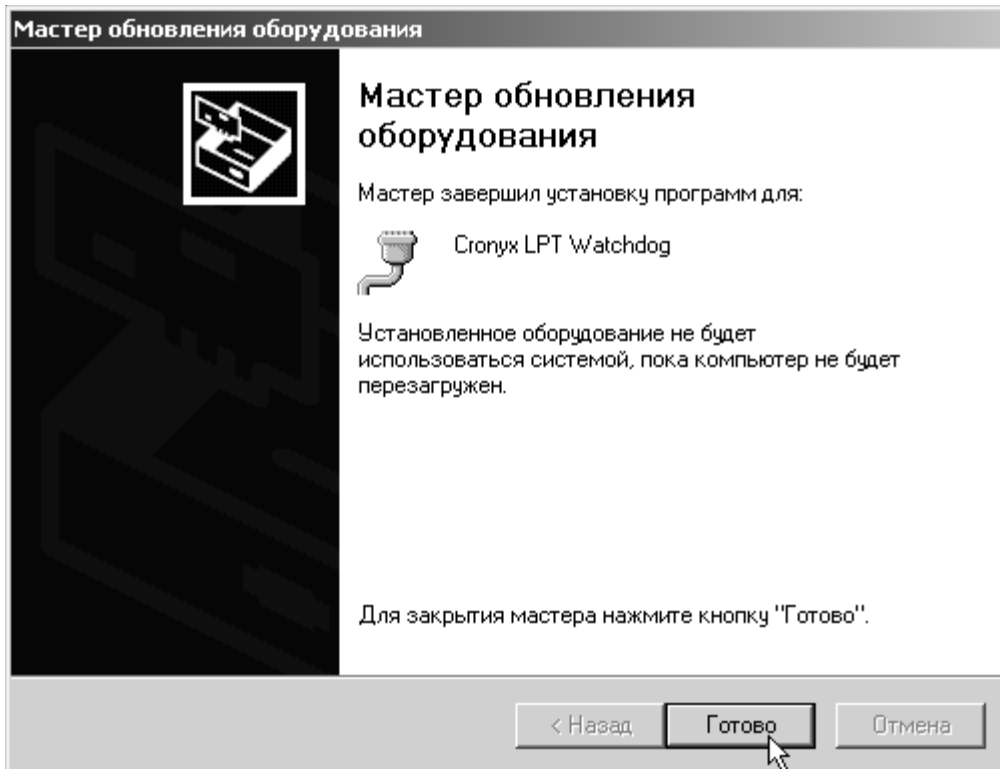 Мастер обновления оборудования
Мастер обновления
оборудования
Мастер завершил установку программ для:
Cronyx LPT Watchdog
Установленное оборудование не будет
использоваться системой, пока компьютер не будет
перезагружен.
Для закрытия мастера нажмите кнопку "Готово".
< Назад
Готово
Отмена